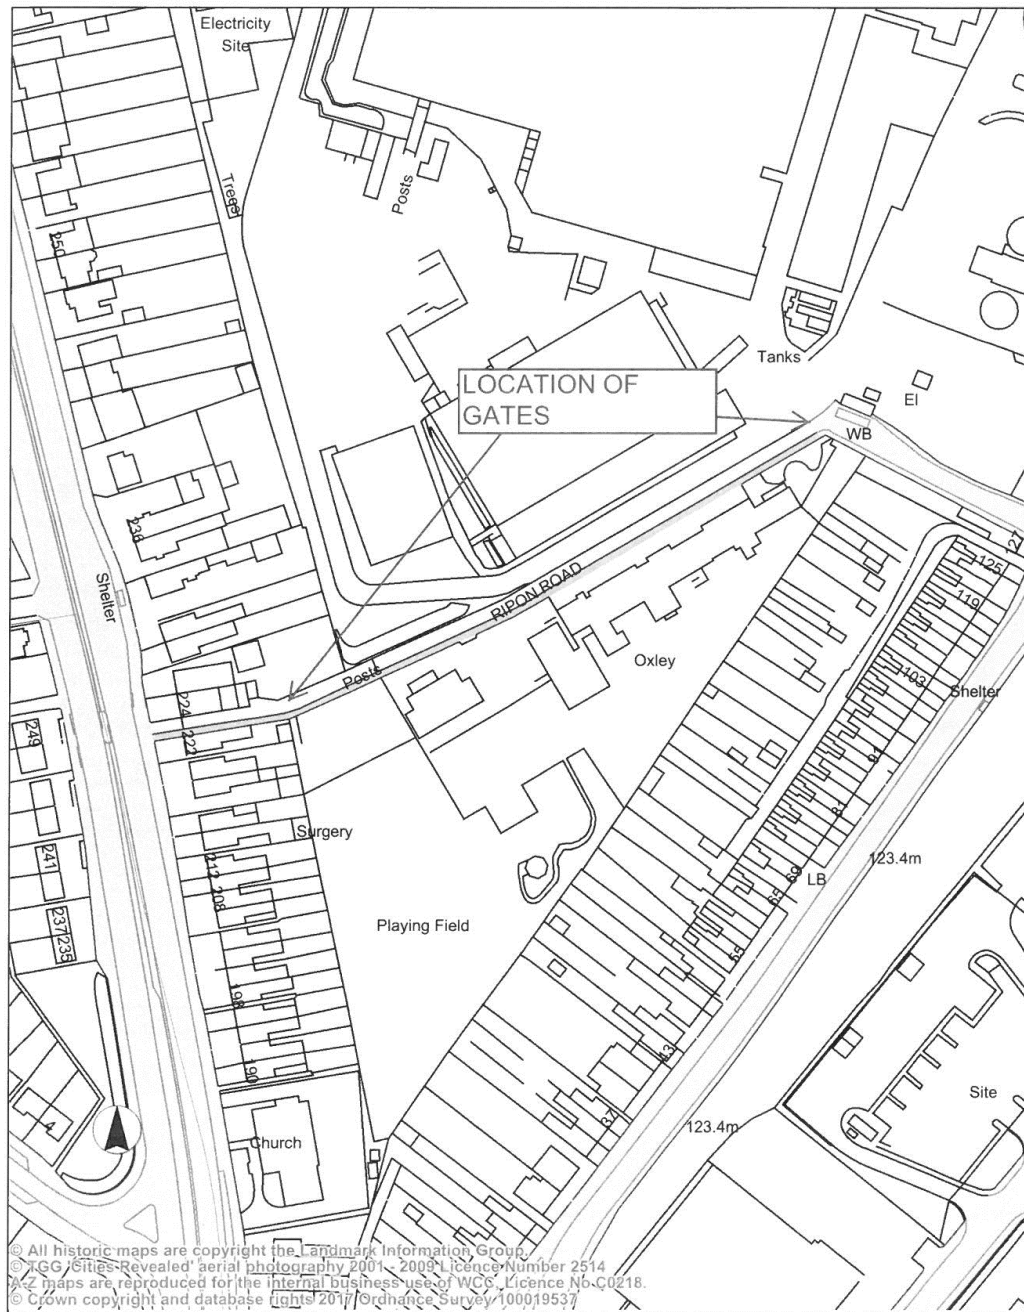 Electricity
Site
Trees
Posts
250
Tanks
LOCATION OF
GATES
El
WB
236
Shelter
127
125
119
RIPON ROAD
Oxley
103
Shelter
Posts
224
222
249
91
81
Surgery
241
212
208
123.4m
LB
69
65
237
235
Playing Field
55
198
190
43
Site
4
37
123.4m
Church
© All historic maps are copyright the Landmark Information Group.
© TGG 'Cities Revealed' aerial photography 2001 - 2009 Licence Number 2514
A-Z maps are reproduced for the internal business use of WCC. Licence No C0218.
© Crown copyright and database rights 2017 Ordnance Survey 100019537